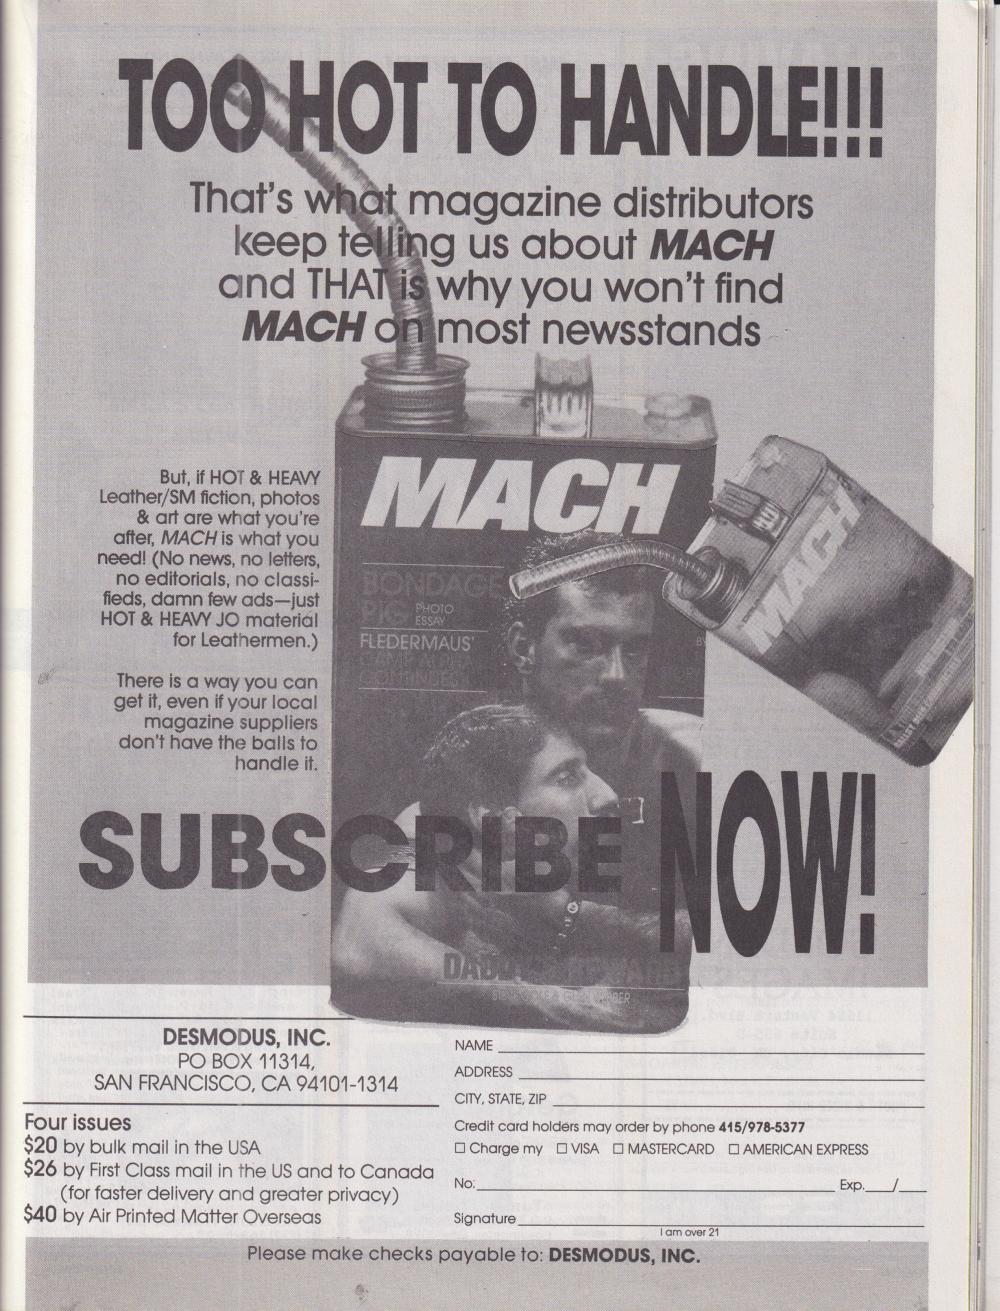 TOO HOT TO HANDLE!!!
That's what magazine distributors
keep telling us about MACH
and THAT is why you won't find
MACH on most newsstands
But, if HOT & HEAVY
Leather/SM fiction, photos
& art are what you're
after, MACH is what you
need! (No news, no letters,
no editorials, no classi-
fieds, damn few ads—just
HOT & HEAVY JO material
for Leathermen.)
There is a way you can
get it, even if your local
magazine suppliers
don't have the balls to
handle it.
MACH
BONDAGE
PIG PHOTO
ESSAY
FLEDERMAUS'
CONTINUES
MACH
SUBSCRIBE NOW!
DESMODUS, INC.
PO BOX 11314,
SAN FRANCISCO, CA 94101-1314
Four issues
$20 by bulk mail in the USA
$26 by First Class mail in the US and to Canada
(for faster delivery and greater privacy)
$40 by Air Printed Matter Overseas
NAME
ADDRESS
CITY, STATE, ZIP
Credit card holders may order by phone 415/978-5377
☐ Charge my ☐ VISA ☐ MASTERCARD ☐ AMERICAN EXPRESS
No: Exp. /
Signature
I am over 21
Please make checks payable to: DESMODUS, INC.